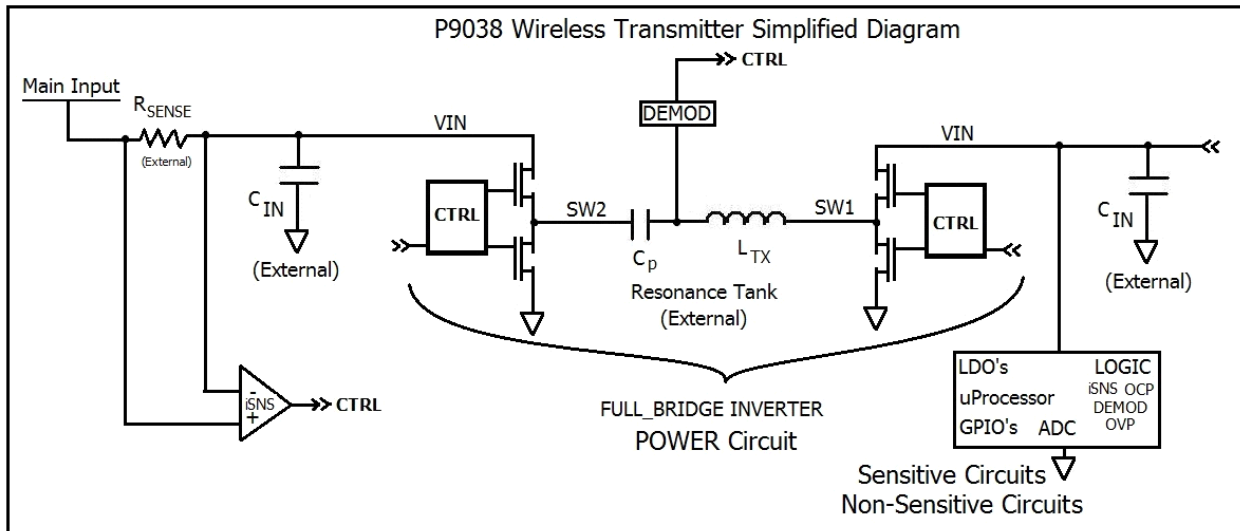 P9038 Wireless Transmitter Simplified Diagram
Main Input
RSENSE
(External)
CTRL
DEMOD
VIN
VIN
CIN
(External)
CTRL
SW2
Cp
LTX
SW1
CTRL
CIN
(External)
Resonance Tank
(External)
iSNS
-
+
CTRL
FULL_BRIDGE INVERTER
POWER Circuit
LDO's
LOGIC
uProcessor
iSNS OCP
DEMOD
GPIO's ADC
OVP
Sensitive Circuits
Non-Sensitive Circuits